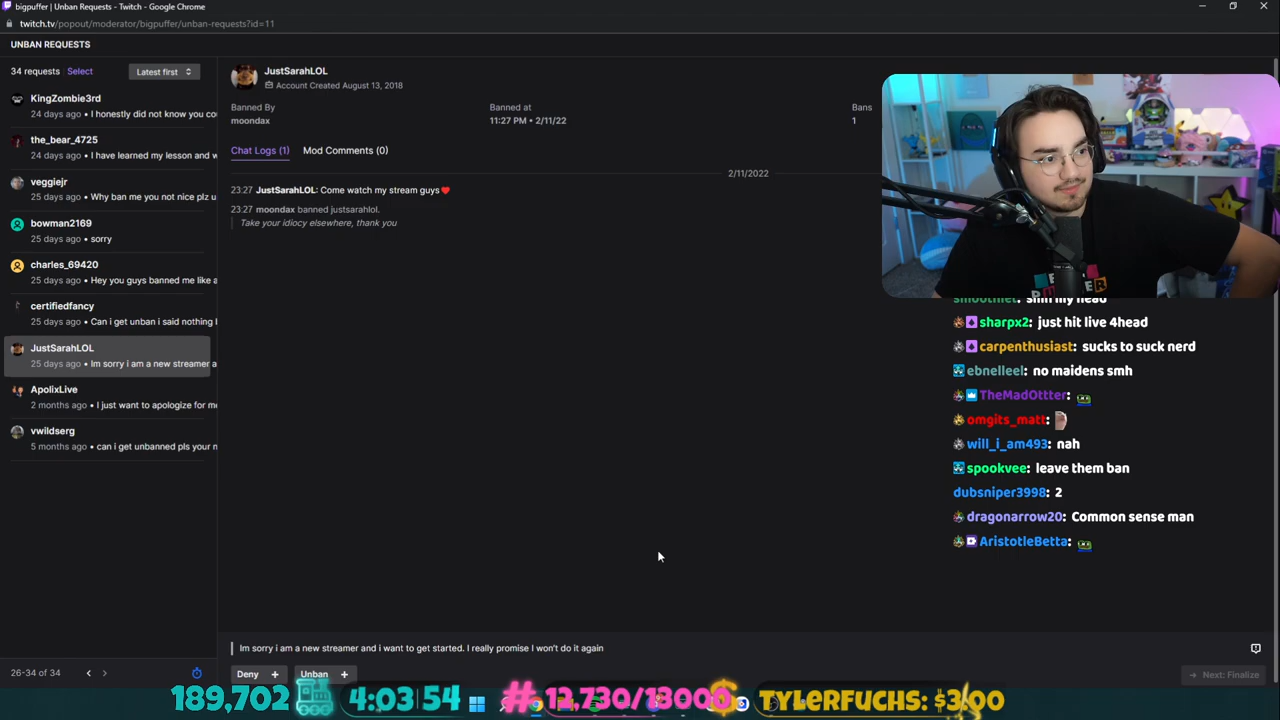 bigpuffer | Unban Requests - Twitch - Google Chrome
twitch.tv/popout/moderator/bigpuffer/unban-requests?id=11
UNBAN REQUESTS
34 requests Select Latest first
KingZombie3rd
24 days ago • I honestly did not know you co
the_bear_4725
24 days ago • I have learned my lesson and w
veggiejr
25 days ago • Why ban me you not nice plz u
bowman2169
25 days ago • sorry
charles_69420
25 days ago • Hey you guys banned me like a
certifiedfancy
25 days ago • Can i get unban i said nothing l
JustSarahLOL
25 days ago • Im sorry i am a new streamer a
ApolixLive
2 months ago • I just want to apologize for me
vwildserg
5 months ago • can i get unbanned pls your m
26-34 of 34
JustSarahLOL
Account Created August 13, 2018
Banned By
moondax
Banned at
11:27 PM • 2/11/22
Bans
1
Chat Logs (1) Mod Comments (0)
2/11/2022
23:27 JustSarahLOL: Come watch my stream guys❤️
23:27 moondax banned justsarahlol.
Take your idiocy elsewhere, thank you
smoothiet: smh my head
sharpx2: just hit live 4head
carpenthusiast: sucks to suck nerd
ebnelleel: no maidens smh
TheMadOttter:
omgits_matt:
will_i_am493: nah
spookvee: leave them ban
dubsniper3998: 2
dragonarrow20: Common sense man
AristotleBetta:
Im sorry i am a new streamer and i want to get started. I really promise I won't do it again
Deny + Unban +
Next: Finalize
189,702 4:03:54 # 12,730/13000 TYLERFUCHS: $3.00